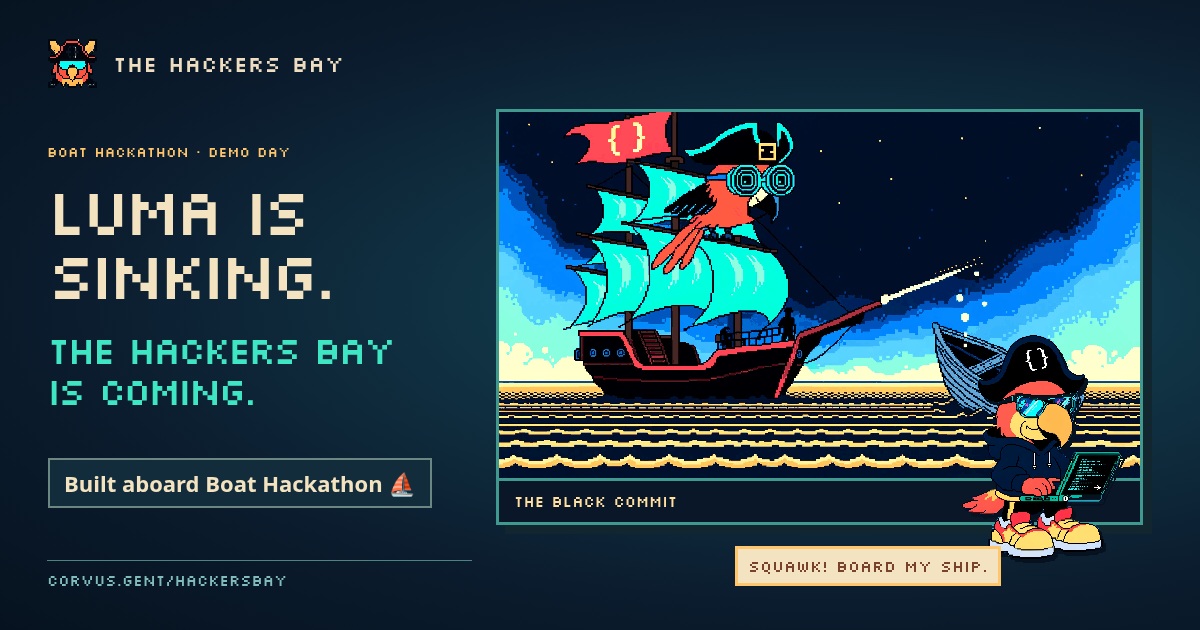 THE HACKERS BAY
BOAT HACKATHON · DEMO DAY
LUMA IS
SINKING.
THE HACKERS BAY
IS COMING.
Built aboard Boat Hackathon ⛵
CORVUS.GENT/HACKERSBAY
{ }
{ }
THE BLACK COMMIT
SQUAWK! BOARD MY SHIP.